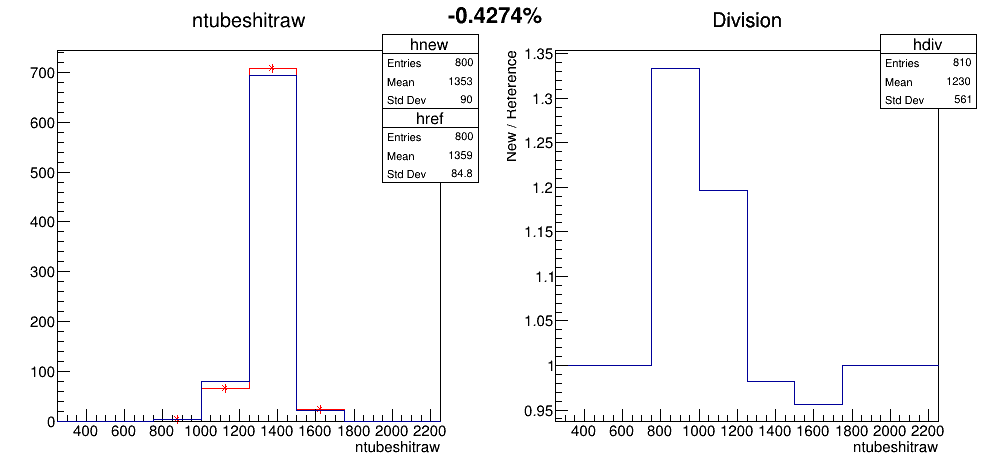 -0.4274%
ntubeshitraw
hnew
Entries 800
Mean 1353
Std Dev 90
href
Entries 800
Mean 1359
Std Dev 84.8
700
600
500
400
300
200
100
0
400 600 800 1000 1200 1400 1600 1800 2000 2200
ntubeshitraw
Division
hdiv
Entries 810
Mean 1230
Std Dev 561
New / Reference
1.35
1.3
1.25
1.2
1.15
1.1
1.05
1
0.95
400 600 800 1000 1200 1400 1600 1800 2000 2200
ntubeshitraw